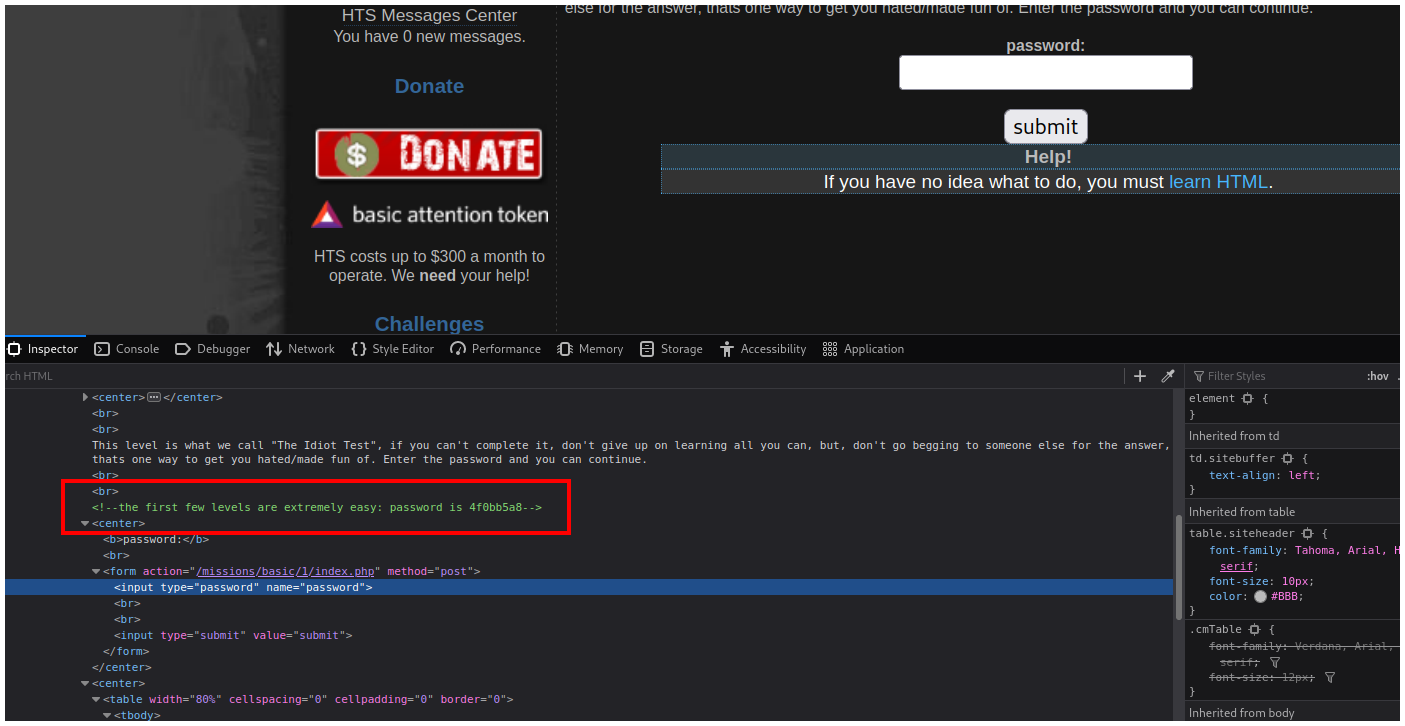 HTS Messages Center
You have 0 new messages.
Donate
$ DONATE
basic attention token
HTS costs up to $300 a month to
operate. We need your help!
Challenges
else for the answer, thats one way to get you hated/made fun of. Enter the password and you can continue.
password:
submit
Help!
If you have no idea what to do, you must learn HTML.
Inspector Console Debugger Network {} Style Editor Performance Memory Storage Accessibility Application
rch HTML
+
<center>···</center>
<br>
<br>
This level is what we call "The Idiot Test", if you can't complete it, don't give up on learning all you can, but, don't go begging to someone else for the answer,
thats one way to get you hated/made fun of. Enter the password and you can continue.
<br>
<br>
<!--the first few levels are extremely easy: password is 4f0bb5a8-->
<center>
<b>password:</b>
<br>
<form action="/missions/basic/1/index.php" method="post">
<input type="password" name="password">
<br>
<br>
<input type="submit" value="submit">
</form>
</center>
<center>
<table width="80%" cellspacing="0" cellpadding="0" border="0">
<tbody>
Filter Styles :hov .
element {
}
Inherited from td
td.sitebuffer {
text-align: left;
}
Inherited from table
table.siteheader {
font-family: Tahoma, Arial, H
serif;
font-size: 10px;
color: #BBB;
}
.cmTable {
font-family: Verdana, Arial,
serif;
font-size: 12px;
}
Inherited from body